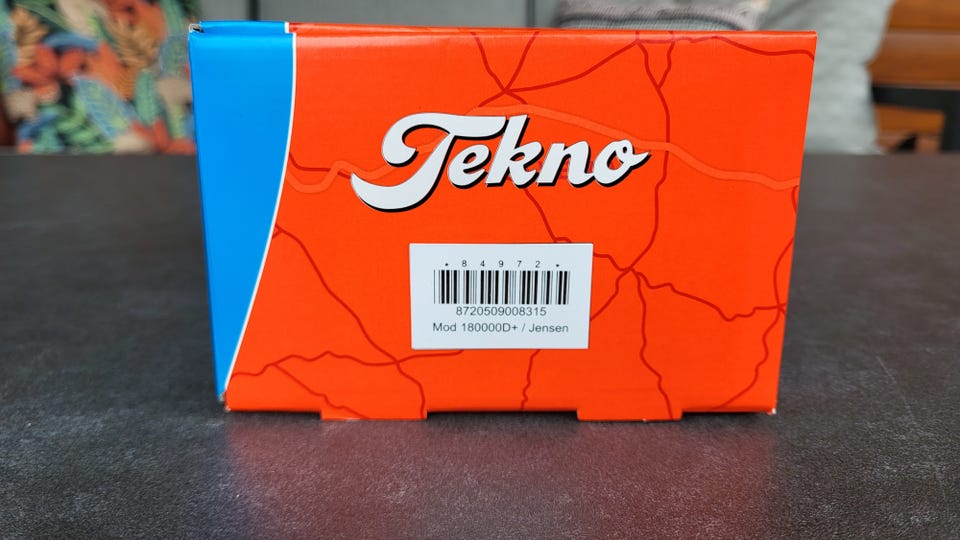 Tekno
* 8 4 9 7 2 *
8720509008315
Mod 180000D+ / Jensen